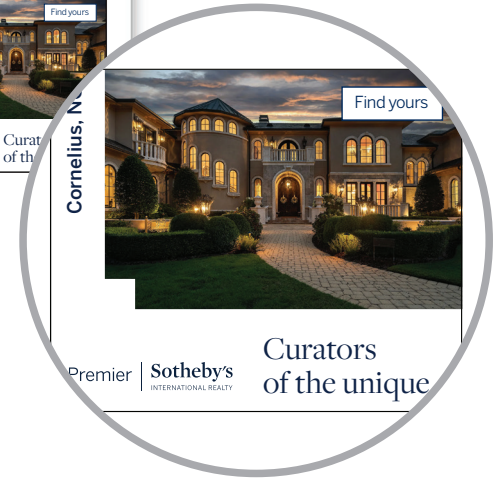 Find yours
Curat
of th
Cornelius, N
Find yours
Premier
Sotheby's
INTERNATIONAL REALTY
Curators
of the unique